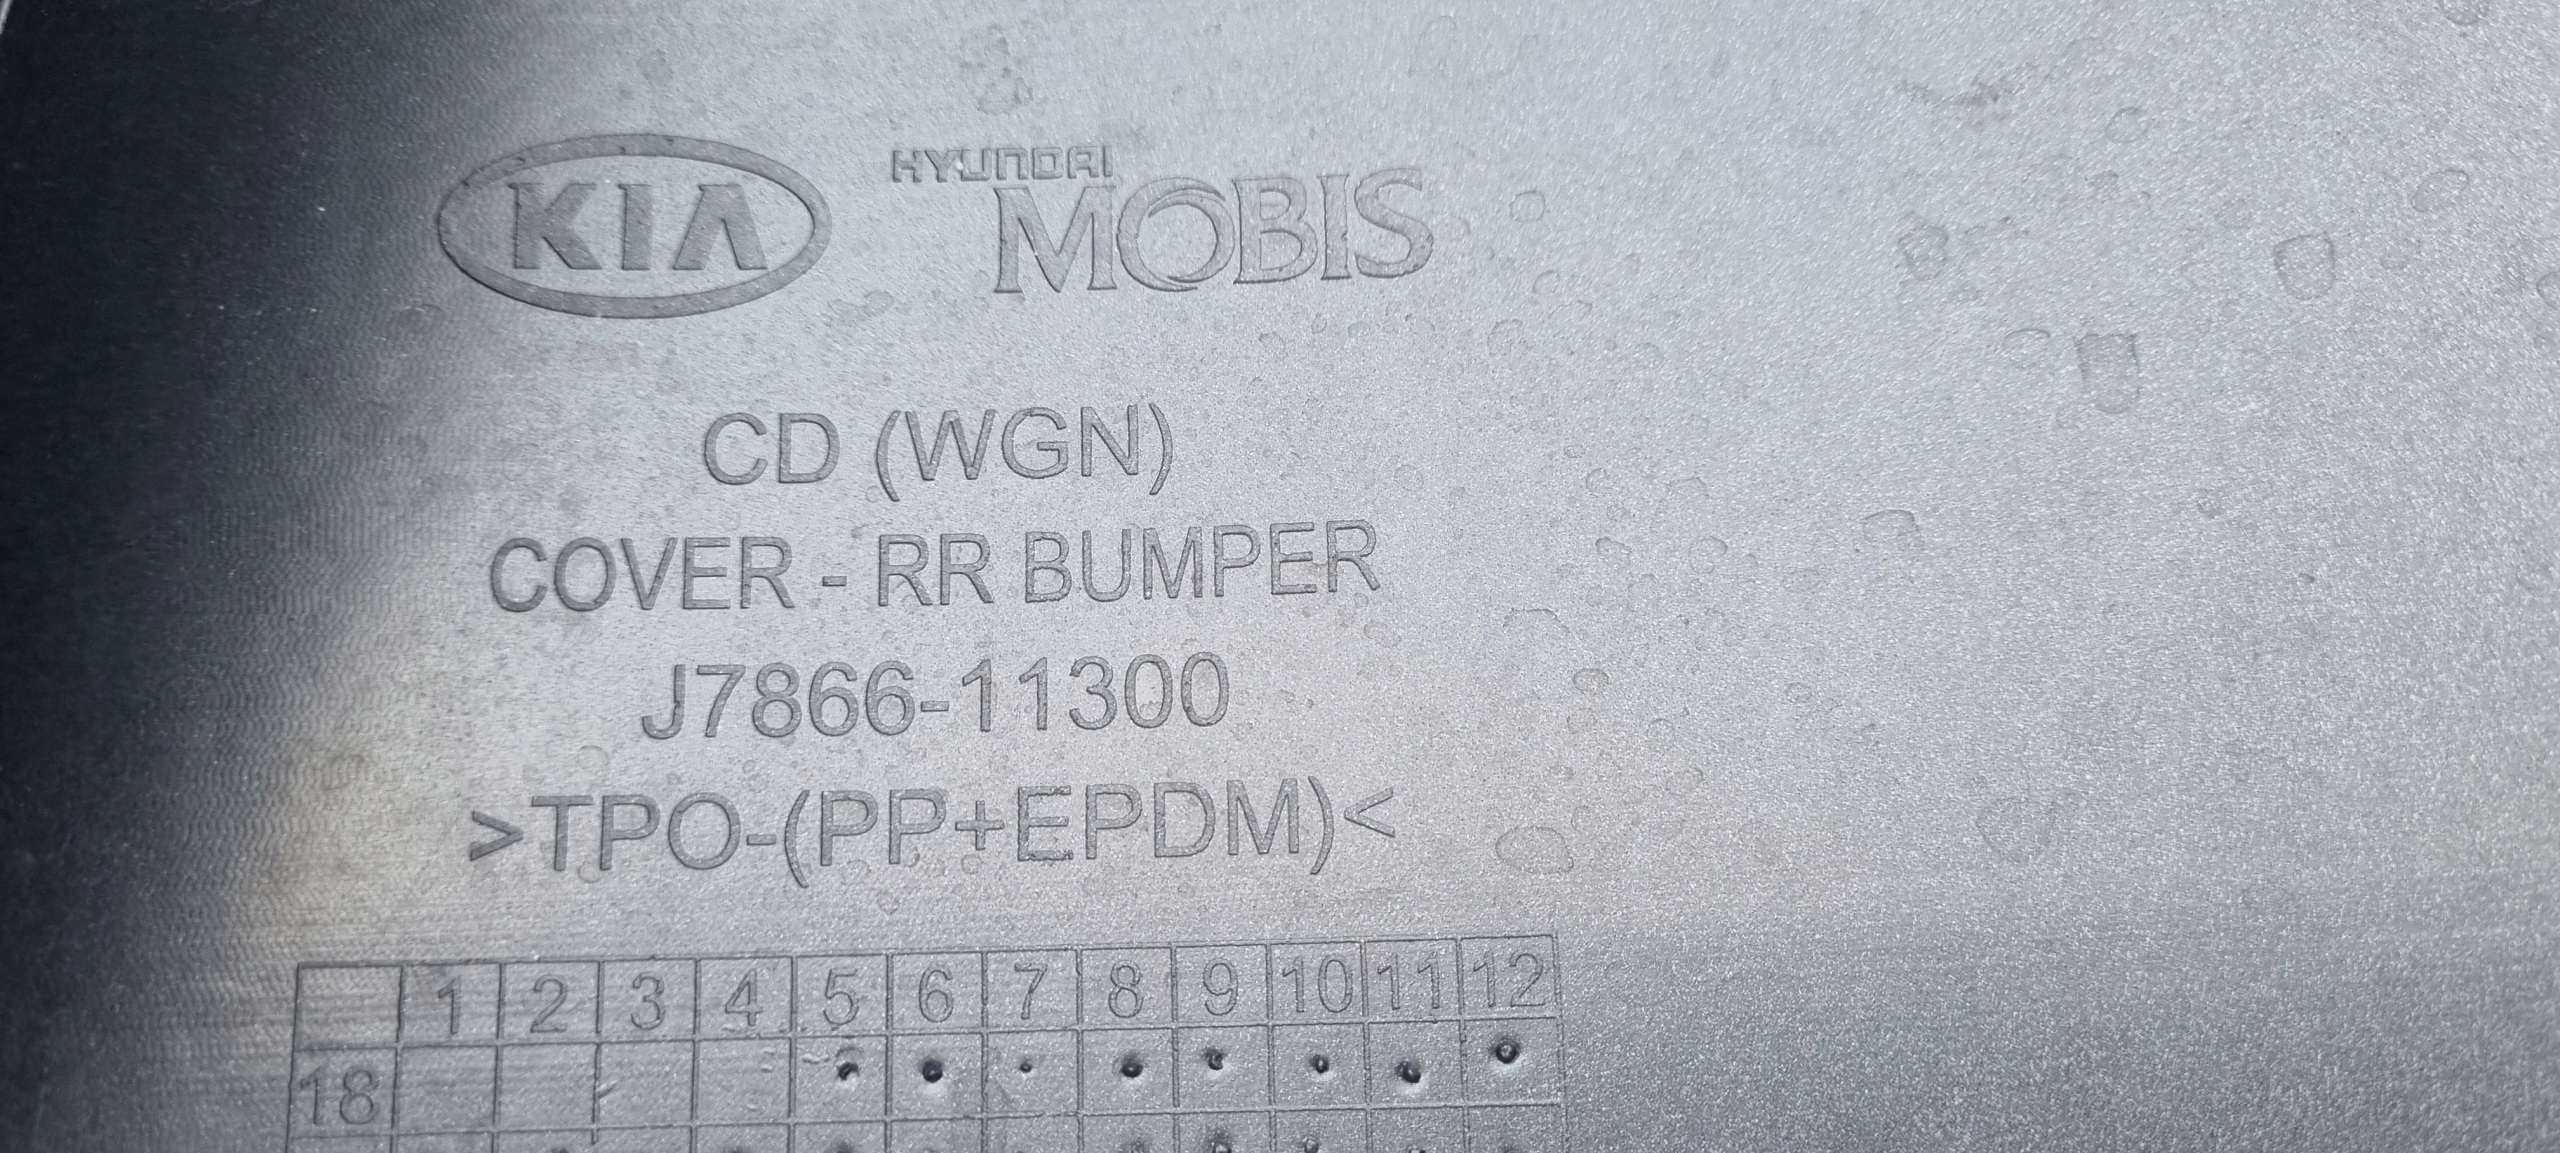 KIA
HYUNDAI
MOBIS
CD (WGN)
COVER - RR BUMPER
J7866-11300
>TPO-(PP+EPDM)<
1 2 3 4 5 6 7 8 9 10 11 12
18